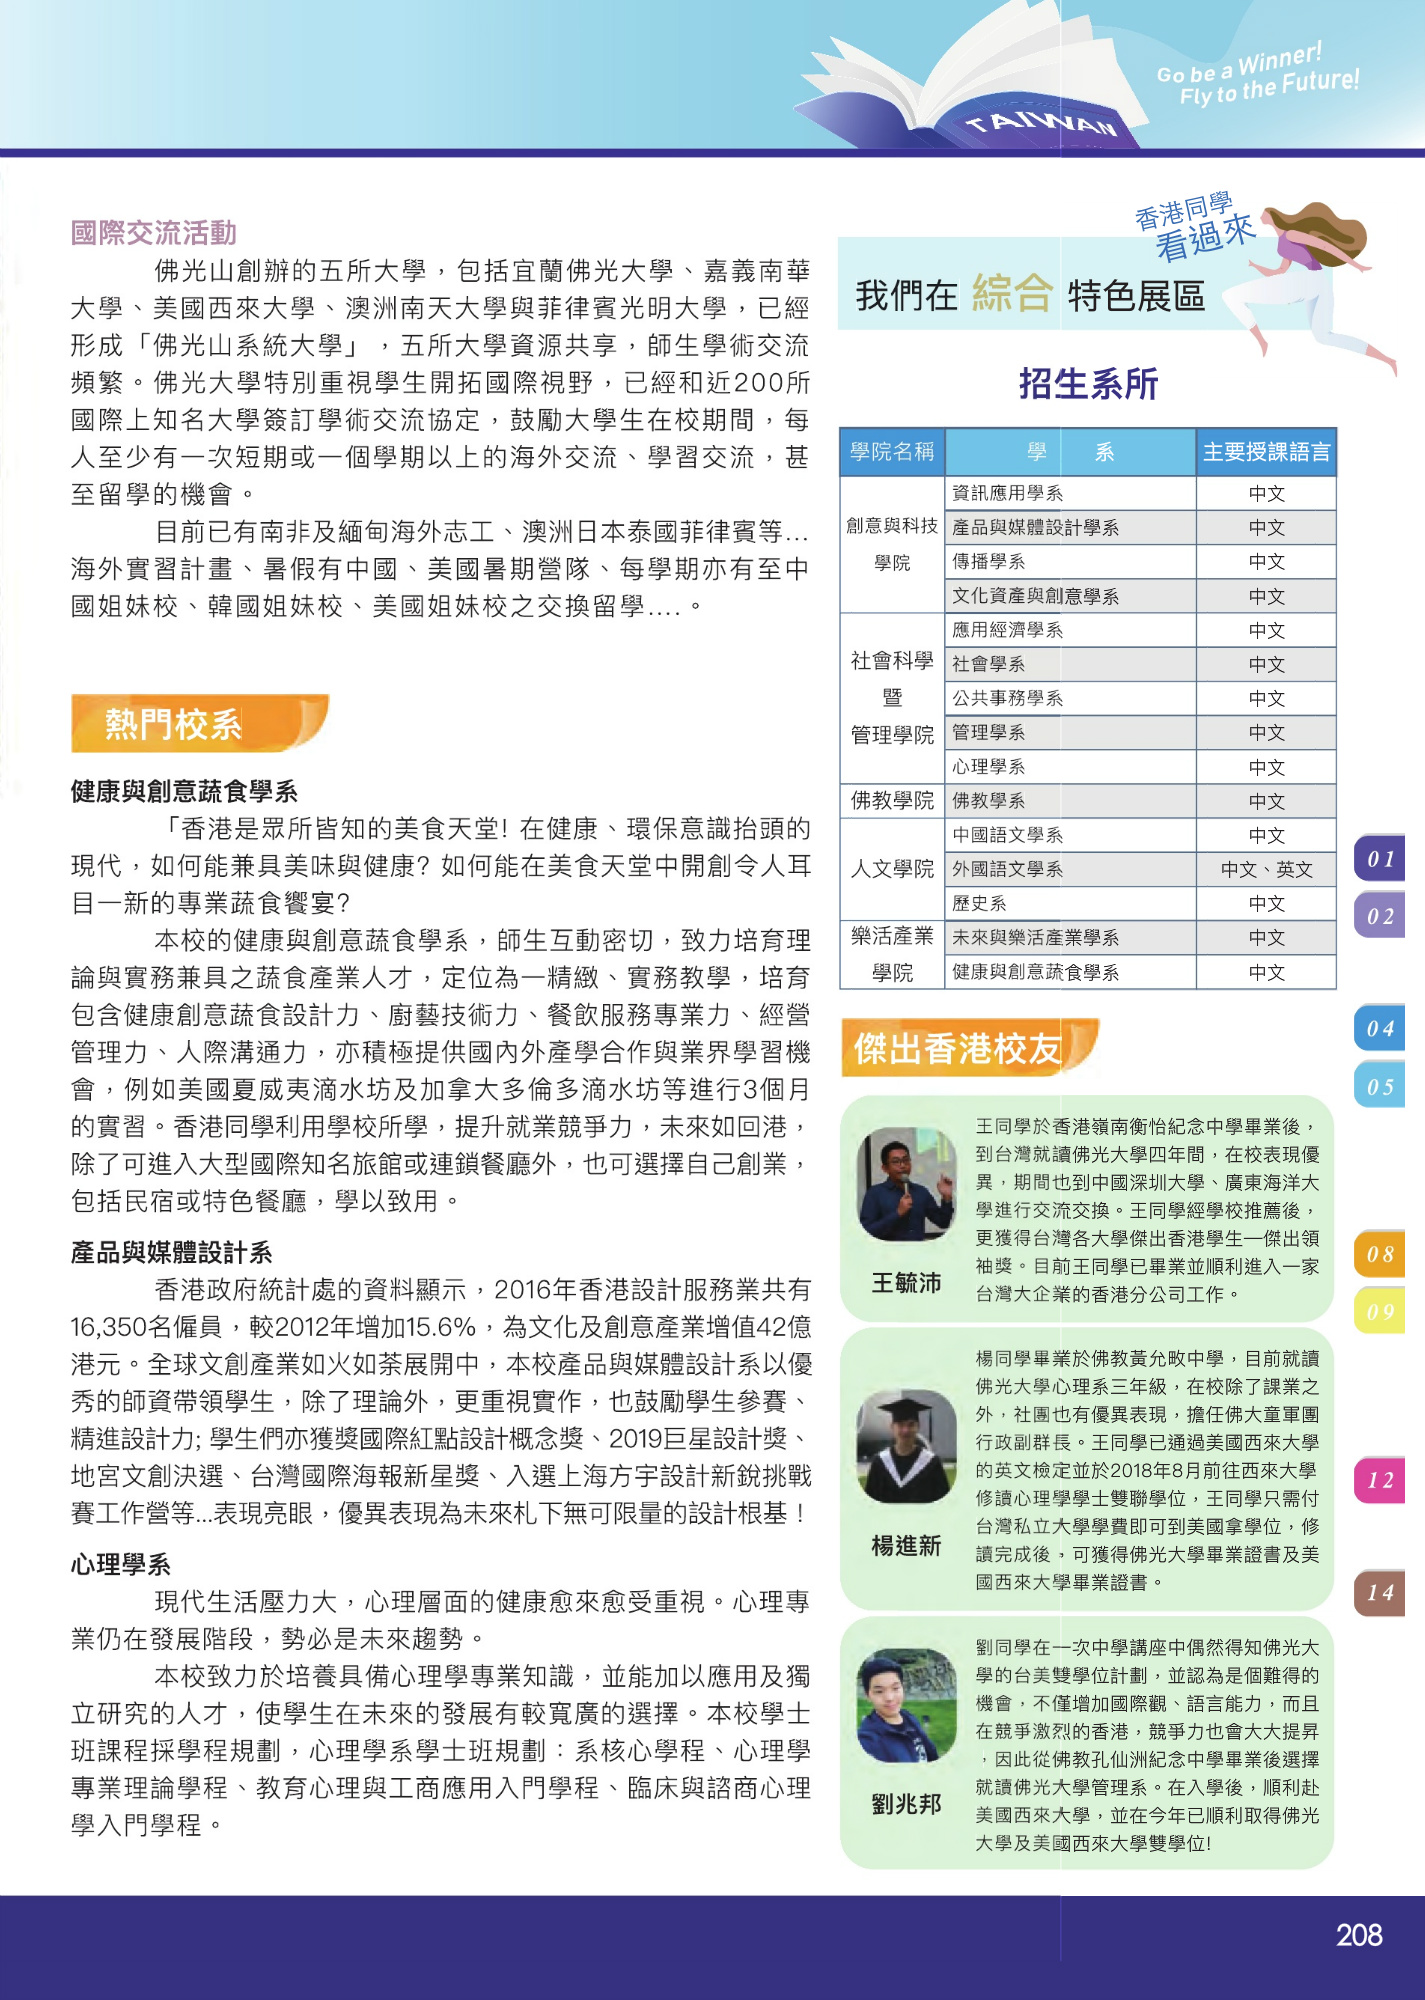 Go be a Winner!
Fly to the Future!
TAIWAN
國際交流活動
佛光山創辦的五所大學，包括宜蘭佛光大學、嘉義南華
大學、美國西來大學、澳洲南天大學與菲律賓光明大學，已經
形成「佛光山系統大學」，五所大學資源共享，師生學術交流
頻繁。佛光大學特別重視學生開拓國際視野，已經和近200所
國際上知名大學簽訂學術交流協定，鼓勵大學生在校期間，每
人至少有一次短期或一個學期以上的海外交流、學習交流，甚
至留學的機會。
目前已有南非及緬甸海外志工、澳洲日本泰國菲律賓等...
海外實習計畫、暑假有中國、美國暑期營隊、每學期亦有至中
國姐妹校、韓國姐妹校、美國姐妹校之交換留學....。
熱門校系
健康與創意蔬食學系
「香港是眾所皆知的美食天堂! 在健康、環保意識抬頭的
現代，如何能兼具美味與健康? 如何能在美食天堂中開創令人耳
目一新的專業蔬食饗宴?
本校的健康與創意蔬食學系，師生互動密切，致力培育理
論與實務兼具之蔬食產業人才，定位為一精緻、實務教學，培育
包含健康創意蔬食設計力、廚藝技術力、餐飲服務專業力、經營
管理力、人際溝通力，亦積極提供國內外產學合作與業界學習機
會，例如美國夏威夷滴水坊及加拿大多倫多滴水坊等進行3個月
的實習。香港同學利用學校所學，提升就業競爭力，未來如回港，
除了可進入大型國際知名旅館或連鎖餐廳外，也可選擇自己創業，
包括民宿或特色餐廳，學以致用。
產品與媒體設計系
香港政府統計處的資料顯示，2016年香港設計服務業共有
16,350名僱員，較2012年增加15.6%，為文化及創意產業增值42億
港元。全球文創產業如火如荼展開中，本校產品與媒體設計系以優
秀的師資帶領學生，除了理論外，更重視實作，也鼓勵學生參賽、
精進設計力; 學生們亦獲獎國際紅點設計概念獎、2019巨星設計獎、
地宮文創決選、台灣國際海報新星獎、入選上海方宇設計新銳挑戰
賽工作營等...表現亮眼，優異表現為未來札下無可限量的設計根基！
心理學系
現代生活壓力大，心理層面的健康愈來愈受重視。心理專
業仍在發展階段，勢必是未來趨勢。
本校致力於培養具備心理學專業知識，並能加以應用及獨
立研究的人才，使學生在未來的發展有較寬廣的選擇。本校學士
班課程採學程規劃，心理學系學士班規劃：系核心學程、心理學
專業理論學程、教育心理與工商應用入門學程、臨床與諮商心理
學入門學程。
香港同學
看過來
我們在 綜合 特色展區
招生系所
學院名稱 學 系 主要授課語言
創意與科技
學院
資訊應用學系 中文
產品與媒體設計學系 中文
傳播學系 中文
文化資產與創意學系 中文
社會科學
暨
管理學院
應用經濟學系 中文
社會學系 中文
公共事務學系 中文
管理學系 中文
心理學系 中文
佛教學院 佛教學系 中文
人文學院
中國語文學系 中文
外國語文學系 中文、英文
歷史系 中文
樂活產業
學院
未來與樂活產業學系 中文
健康與創意蔬食學系 中文
傑出香港校友
王同學於香港嶺南衡怡紀念中學畢業後，
到台灣就讀佛光大學四年間，在校表現優
異，期間也到中國深圳大學、廣東海洋大
學進行交流交換。王同學經學校推薦後，
更獲得台灣各大學傑出香港學生—傑出領
袖獎。目前王同學已畢業並順利進入一家
台灣大企業的香港分公司工作。
王毓沛
楊同學畢業於佛教黃允畋中學，目前就讀
佛光大學心理系三年級，在校除了課業之
外，社團也有優異表現，擔任佛大童軍團
行政副群長。王同學已通過美國西來大學
的英文檢定並於2018年8月前往西來大學
修讀心理學學士雙聯學位，王同學只需付
台灣私立大學學費即可到美國拿學位，修
讀完成後，可獲得佛光大學畢業證書及美
國西來大學畢業證書。
楊進新
劉同學在一次中學講座中偶然得知佛光大
學的台美雙學位計劃，並認為是個難得的
機會，不僅增加國際觀、語言能力，而且
在競爭激烈的香港，競爭力也會大大提昇
，因此從佛教孔仙洲紀念中學畢業後選擇
就讀佛光大學管理系。在入學後，順利赴
美國西來大學，並在今年已順利取得佛光
大學及美國西來大學雙學位!
劉兆邦
01
02
04
05
08
09
12
14
208